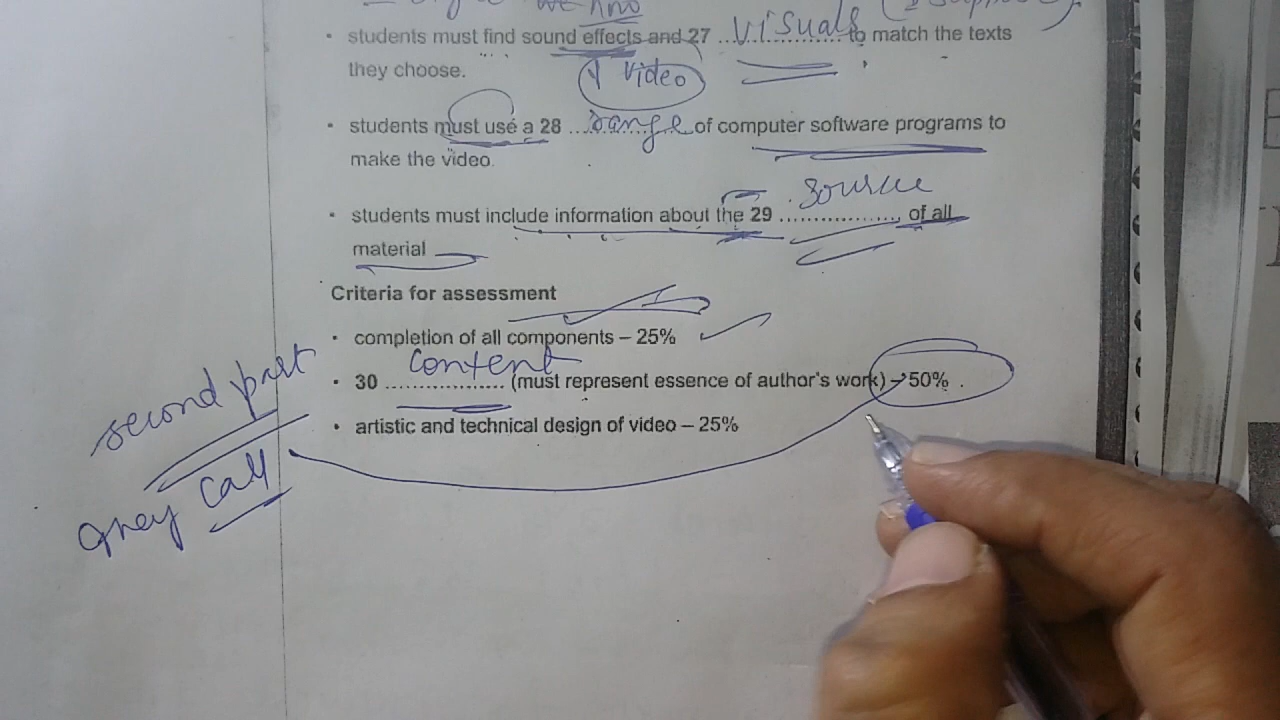 we
visuals
• students must find sound effects and 27 .................. to match the texts
they choose.
video
range
• students must use a 28 .................. of computer software programs to
make the video.
source
• students must include information about the 29 .................. of all
material
Criteria for assessment
• completion of all components – 25%
content
• 30 .................. (must represent essence of author's work) – 50% .
• artistic and technical design of video – 25%
second part
they call